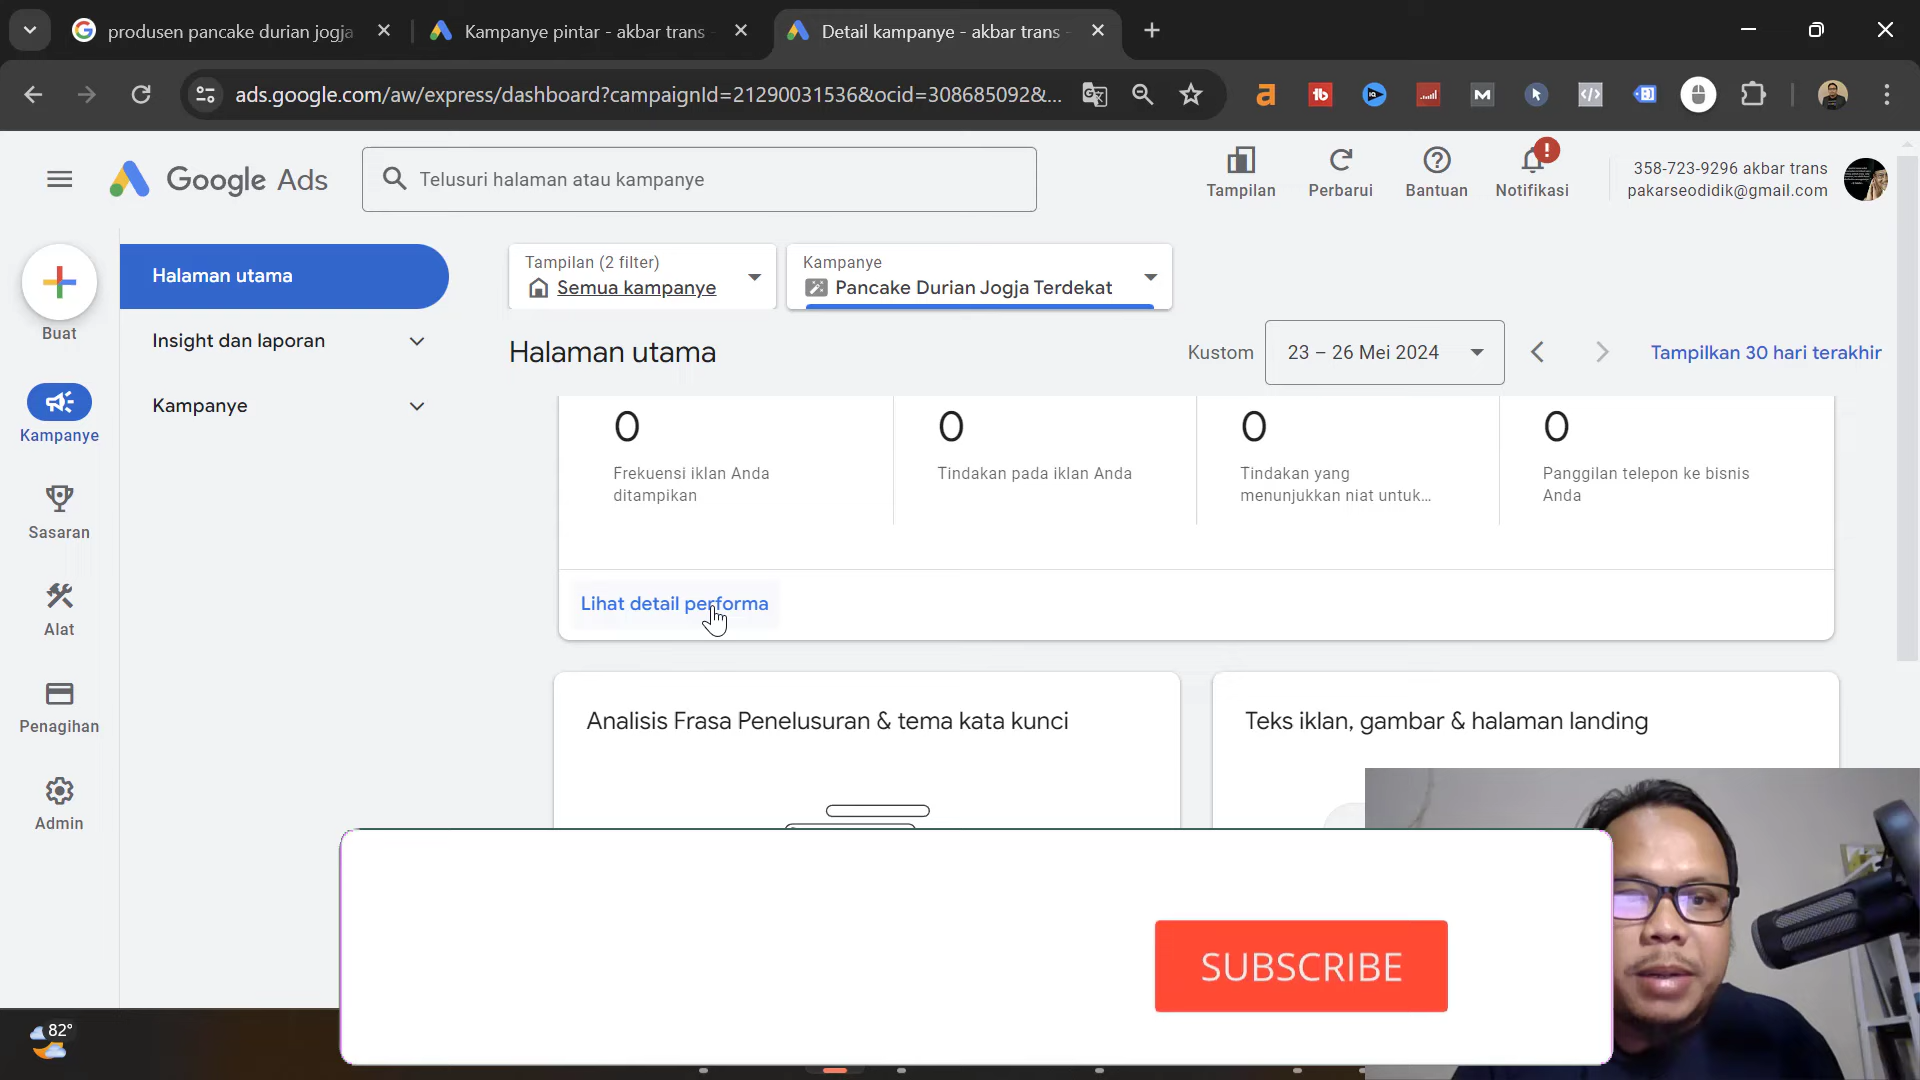 produsen pancake durian jogja
Kampanye pintar - akbar trans -
Detail kampanye - akbar trans -
ads.google.com/aw/express/dashboard?campaignId=21290031536&ocid=308685092&...
Google Ads
Telusuri halaman atau kampanye
Tampilan
Perbarui
Bantuan
Notifikasi
358-723-9296 akbar trans
pakarseodidik@gmail.com
Buat
Kampanye
Sasaran
Alat
Penagihan
Admin
Halaman utama
Insight dan laporan
Kampanye
Tampilan (2 filter)
Semua kampanye
Kampanye
Pancake Durian Jogja Terdekat
Halaman utama
Kustom
23 – 26 Mei 2024
Tampilkan 30 hari terakhir
0
Frekuensi iklan Anda
ditampikan
0
Tindakan pada iklan Anda
0
Tindakan yang
menunjukkan niat untuk...
0
Panggilan telepon ke bisnis
Anda
Lihat detail performa
Analisis Frasa Penelusuran & tema kata kunci
Teks iklan, gambar & halaman landing
SUBSCRIBE
82°